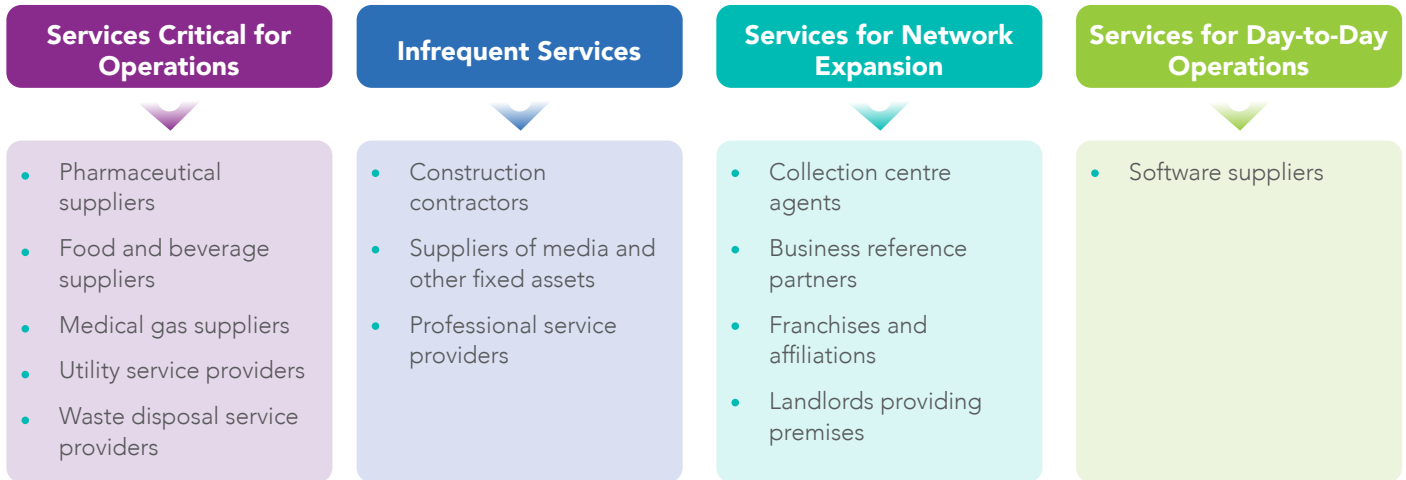 Services Critical for
Operations
Infrequent Services
Services for Network
Expansion
Services for Day-to-Day
Operations
• Pharmaceutical
suppliers
• Food and beverage
suppliers
• Medical gas suppliers
• Utility service providers
• Waste disposal service
providers
• Construction
contractors
• Suppliers of media and
other fixed assets
• Professional service
providers
• Collection centre
agents
• Business reference
partners
• Franchises and
affiliations
• Landlords providing
premises
• Software suppliers